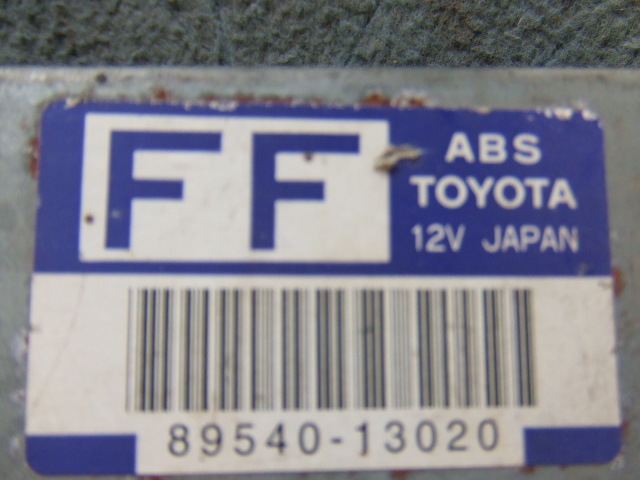 FF
ABS
TOYOTA
12V JAPAN
89540-13020